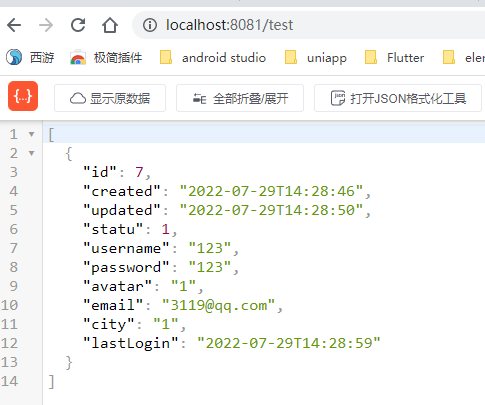 localhost:8081/test
西游 极简插件 android studio uniapp Flutter eler
{..} 显示原数据 全部折叠/展开 json 打开JSON格式化工具
1 [
2 {
3 "id": 7,
4 "created": "2022-07-29T14:28:46",
5 "updated": "2022-07-29T14:28:50",
6 "statu": 1,
7 "username": "123",
8 "password": "123",
9 "avatar": "1",
10 "email": "3119@qq.com",
11 "city": "1",
12 "lastLogin": "2022-07-29T14:28:59"
13 }
14 ]